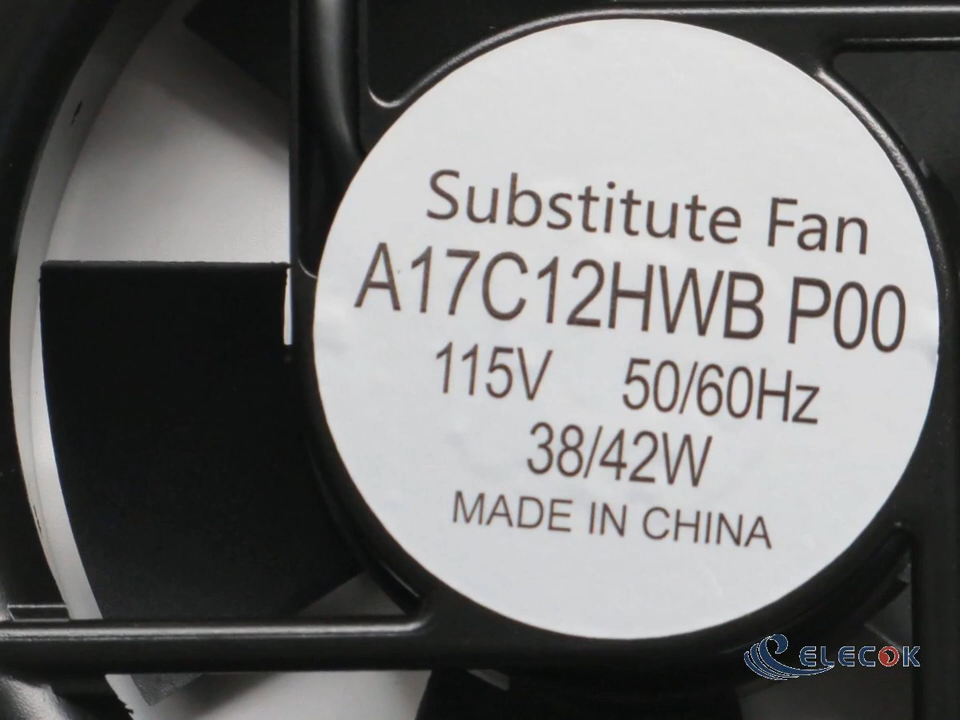 Substitute Fan
A17C12HWB P00
115V 50/60Hz
38/42W
MADE IN CHINA
ELECOK